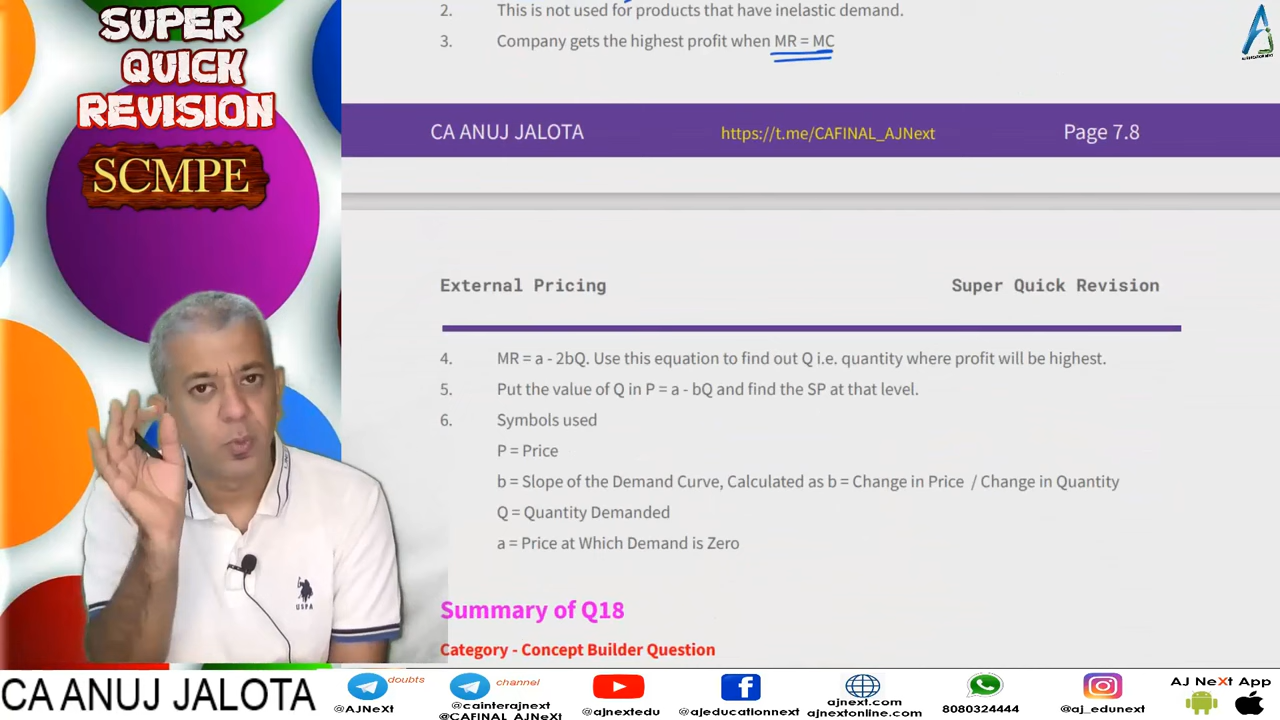 SUPER
QUICK
REVISION
SCMPE
2. This is not used for products that have inelastic demand.
3. Company gets the highest profit when MR = MC
CA ANUJ JALOTA https://t.me/CAFINAL_AJNext Page 7.8
External Pricing Super Quick Revision
4. MR = a - 2bQ. Use this equation to find out Q i.e. quantity where profit will be highest.
5. Put the value of Q in P = a - bQ and find the SP at that level.
6. Symbols used
P = Price
b = Slope of the Demand Curve, Calculated as b = Change in Price / Change in Quantity
Q = Quantity Demanded
a = Price at Which Demand is Zero
Summary of Q18
Category - Concept Builder Question
USPA
CA ANUJ JALOTA
doubts
@AJNeXt
channel
@cainterajnext
@CAFINAL_AJNeXt
@ajnextedu
@ajeducationnext
ajnext.com
ajnextonline.com
8080324444
@aj_edunext
AJ NeXt App